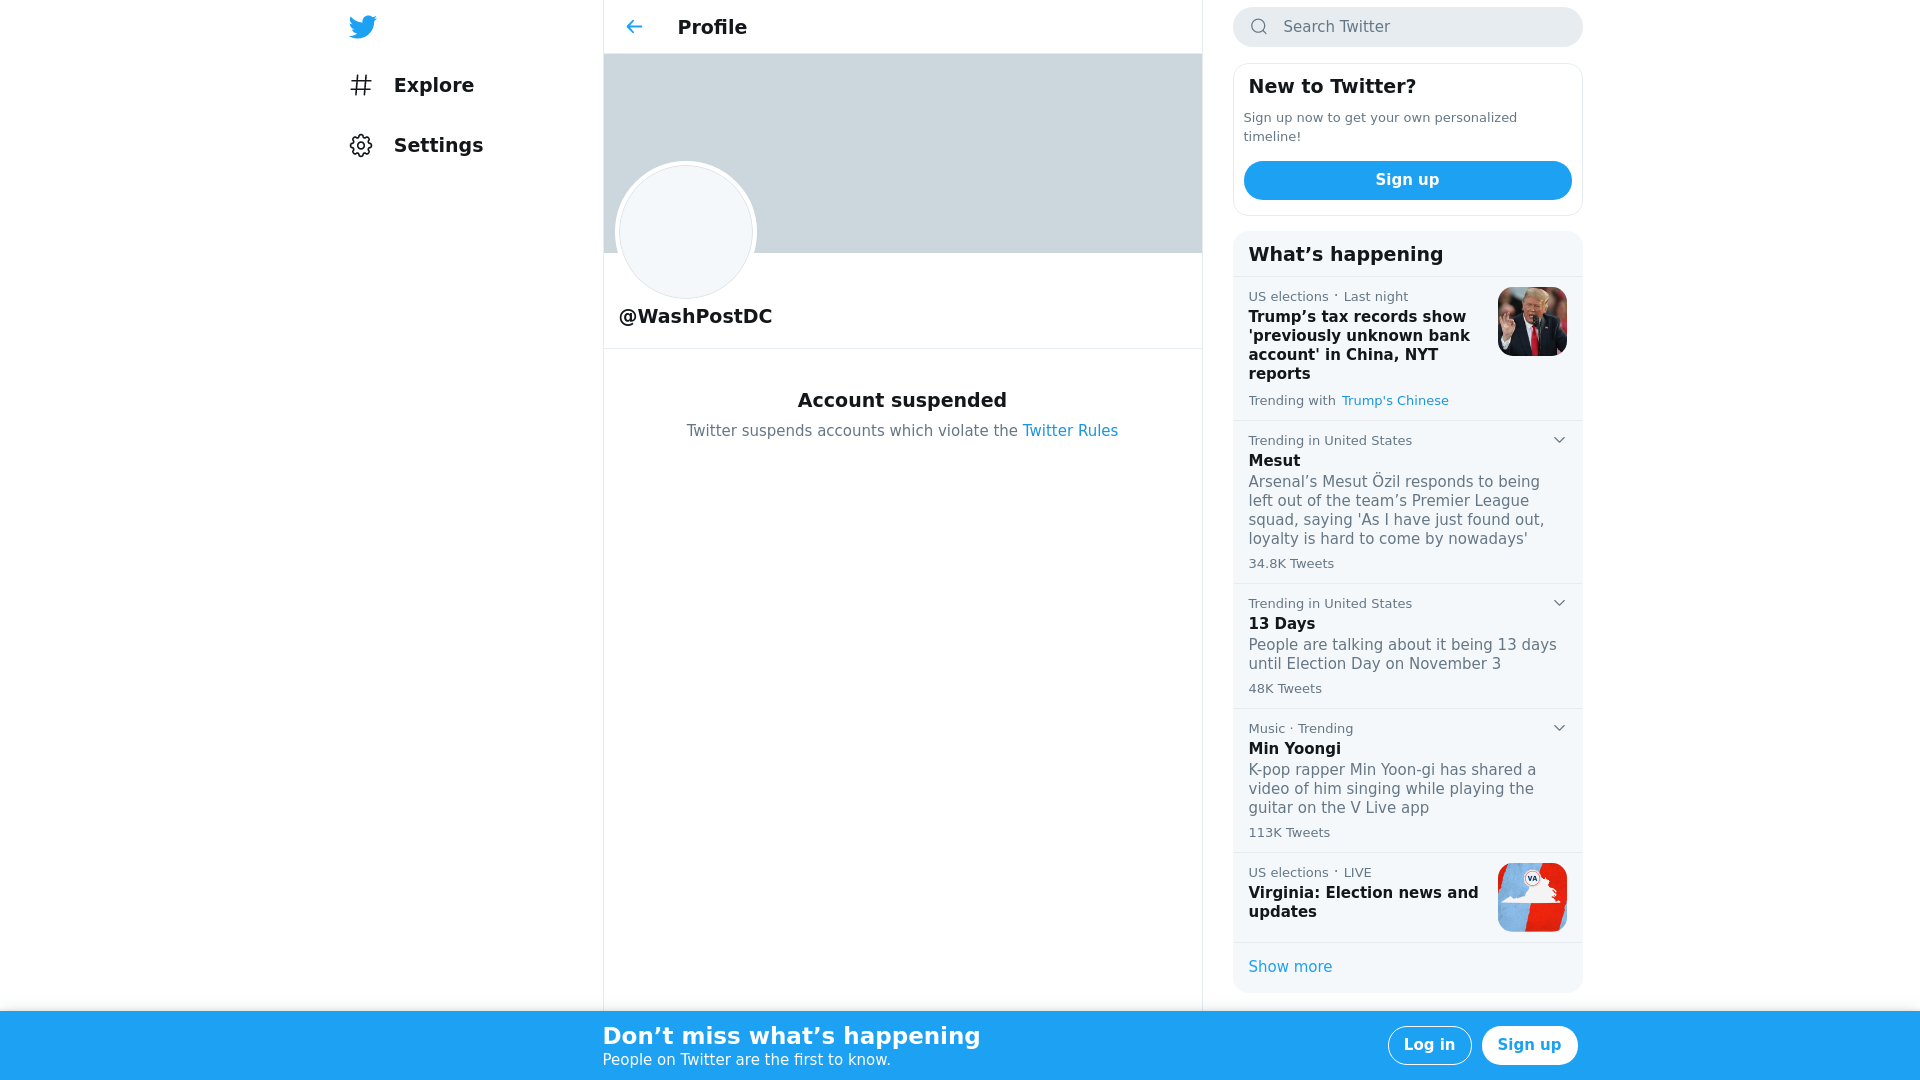 Explore
Settings
Profile
@WashPostDC
Account suspended
Twitter suspends accounts which violate the Twitter Rules
Search Twitter
New to Twitter?
Sign up now to get your own personalized
timeline!
Sign up
What’s happening
US elections · Last night
Trump’s tax records show
'previously unknown bank
account' in China, NYT
reports
Trending with Trump's Chinese
Trending in United States
Mesut
Arsenal’s Mesut Özil responds to being
left out of the team’s Premier League
squad, saying 'As I have just found out,
loyalty is hard to come by nowadays'
34.8K Tweets
Trending in United States
13 Days
People are talking about it being 13 days
until Election Day on November 3
48K Tweets
Music · Trending
Min Yoongi
K-pop rapper Min Yoon-gi has shared a
video of him singing while playing the
guitar on the V Live app
113K Tweets
US elections · LIVE
Virginia: Election news and
updates
VA
Show more
Don’t miss what’s happening
People on Twitter are the first to know.
Log in
Sign up